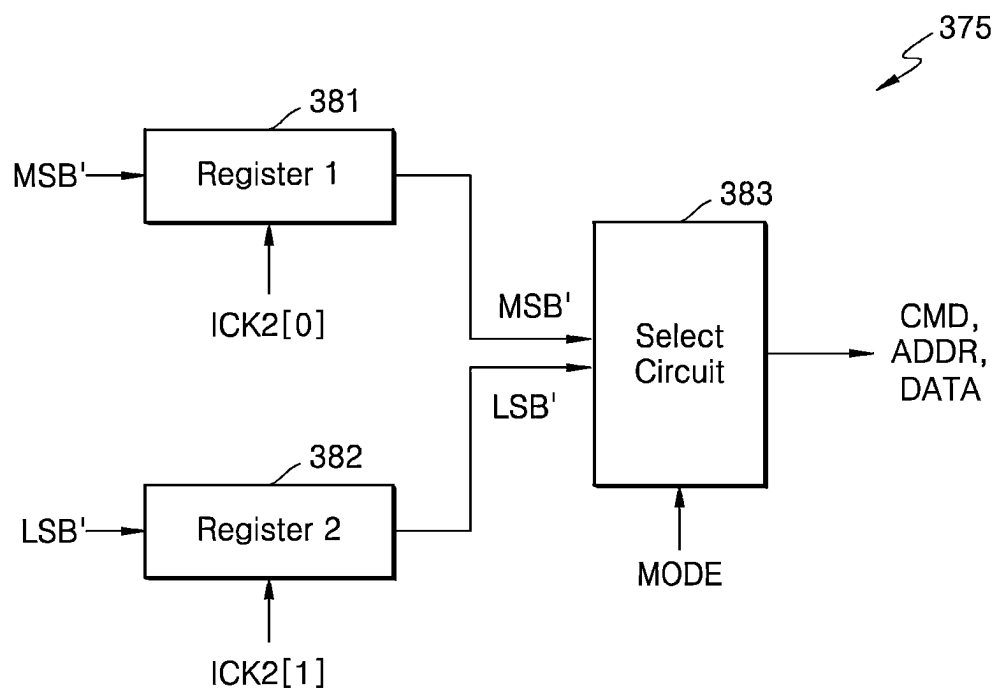 375
381
MSB'
Register 1
ICK2[0]
383
MSB'
LSB'
Select
Circuit
CMD,
ADDR,
DATA
MODE
382
LSB'
Register 2
ICK2[1]